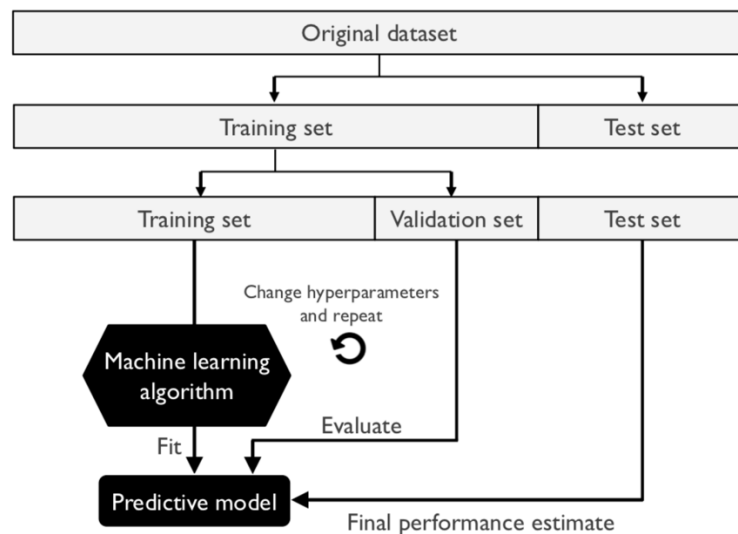 Original dataset
Training set
Test set
Training set
Validation set
Test set
Change hyperparameters
and repeat
Machine learning
algorithm
Fit
Evaluate
Predictive model
Final performance estimate